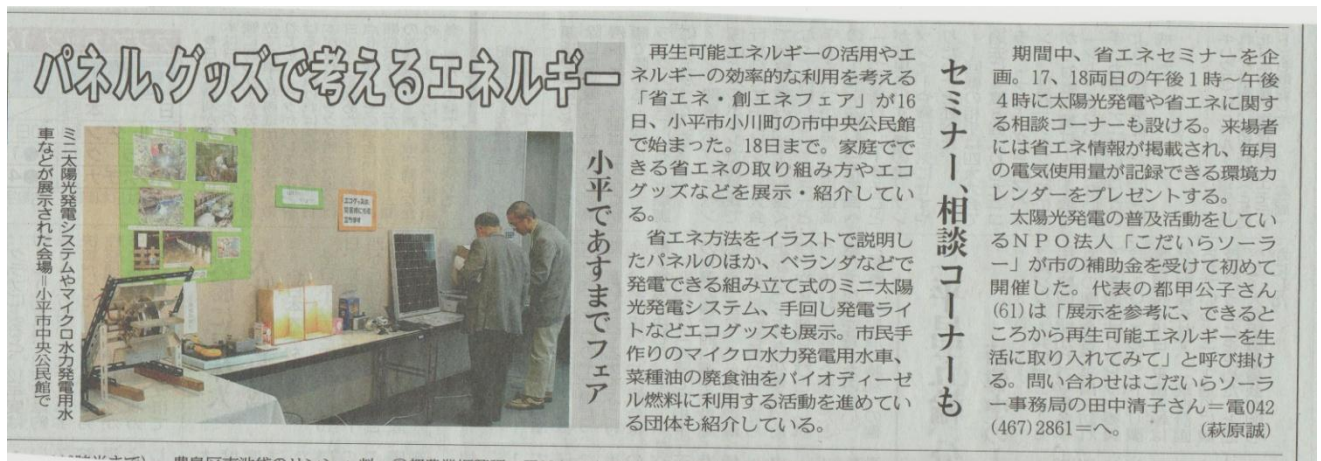 パネル、グッズで考えるエネルギー
小平であすまでフェア
ミニ太陽光発電システムやマイクロ水力発電用水
車などが展示された会場＝小平市中央公民館で
再生可能エネルギーの活用やエ
ネルギーの効率的な利用を考える
「省エネ・創エネフェア」が16
日、小平市小川町の市中央公民館
で始まった。18日まで。家庭でで
きる省エネの取り組み方やエコ
グッズなどを展示・紹介してい
る。
省エネ方法をイラストで説明し
たパネルのほか、ベランダなどで
発電できる組み立て式のミニ太陽
光発電システム、手回し発電ライ
トなどエコグッズも展示。市民手
作りのマイクロ水力発電用水車、
菜種油の廃食油をバイオディーゼ
ル燃料に利用する活動を進めてい
る団体も紹介している。
セミナー、相談コーナーも
期間中、省エネセミナーを企
画。17、18両日の午後1時～午後
4時に太陽光発電や省エネに関す
る相談コーナーも設ける。来場者
には省エネ情報が掲載され、毎月
の電気使用量が記録できる環境カ
レンダーをプレゼントする。
太陽光発電の普及活動をしてい
るNPO法人「こだいらソーラ
ー」が市の補助金を受けて初めて
開催した。代表の都甲公子さん
(61)は「展示を参考に、できると
ころから再生可能エネルギーを生
活に取り入れてみて」と呼び掛け
る。問い合わせはこだいらソーラ
ー事務局の田中清子さん＝電042
(467)2861＝へ。 (萩原誠)